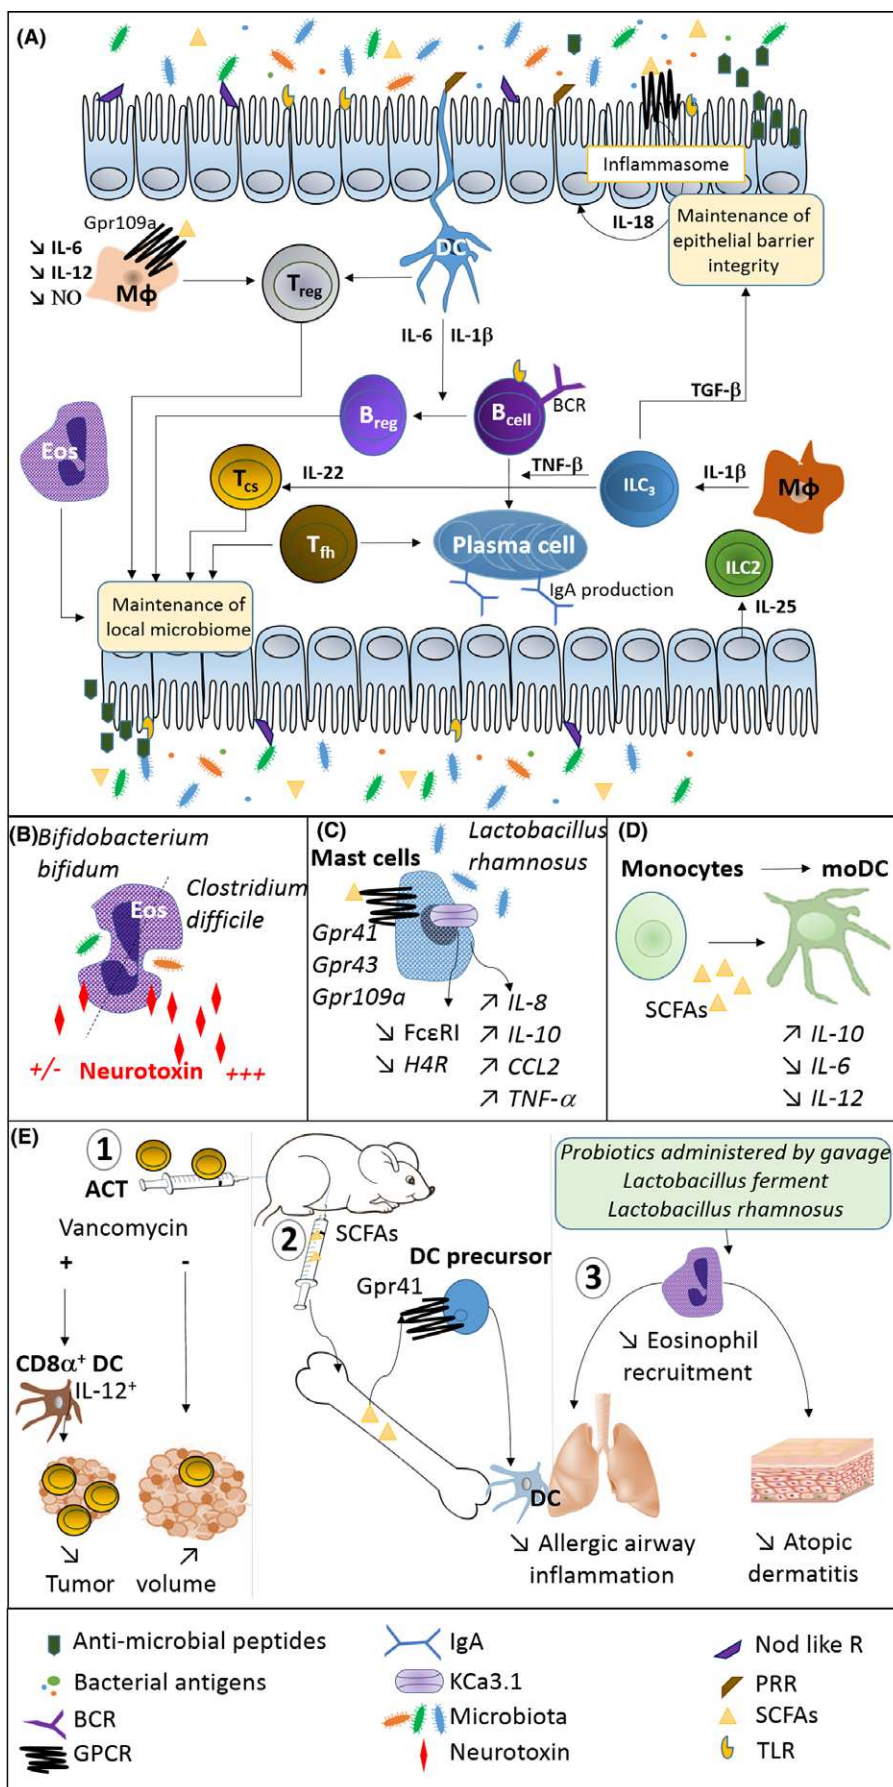 (A)
Inflammasome
Gpr109a
↘ IL-6
↘ IL-12
↘ NO
Mϕ
Treg
DC
IL-18
Maintenance of
epithelial barrier
integrity
IL-6 IL-1β
Breg
Bcell
BCR
TGF-β
Eos
Tcs
IL-22
TNF-β
ILC3
IL-1β
Mϕ
Tfh
Plasma cell
ILC2
IgA production
IL-25
Maintenance of
local microbiome
(B)
Bifidobacterium
bifidum
Clostridium
difficile
Eos
+/- Neurotoxin +++
(C)
Lactobacillus
rhamnosus
Mast cells
Gpr41
Gpr43
Gpr109a
↘ FcεRI
↘ H4R
↗ IL-8
↗ IL-10
↗ CCL2
↗ TNF-α
(D)
Monocytes
moDC
SCFAs
↗ IL-10
↘ IL-6
↘ IL-12
(E)
1
ACT
Vancomycin
+ -
CD8α+ DC
IL-12+
↘ ↗
Tumor volume
2
SCFAs
DC precursor
Gpr41
DC
Probiotics administered by gavage
Lactobacillus ferment
Lactobacillus rhamnosus
3
↘ Eosinophil
recruitment
↘ Allergic airway
inflammation
↘ Atopic
dermatitis
Anti-microbial peptides
Bacterial antigens
BCR
GPCR
IgA
KCa3.1
Microbiota
Neurotoxin
Nod like R
PRR
SCFAs
TLR